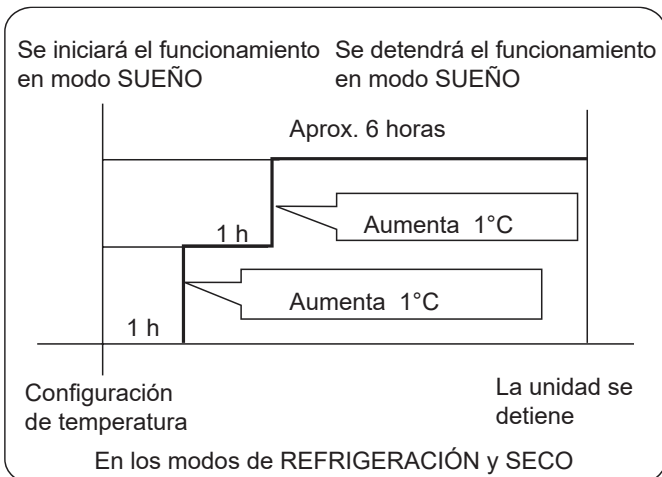 Se iniciará el funcionamiento
en modo SUEÑO
Se detendrá el funcionamiento
en modo SUEÑO
Aprox. 6 horas
1 h
Aumenta 1°C
Aumenta 1°C
1 h
Configuración
de temperatura
La unidad se
detiene
En los modos de REFRIGERACIÓN y SECO